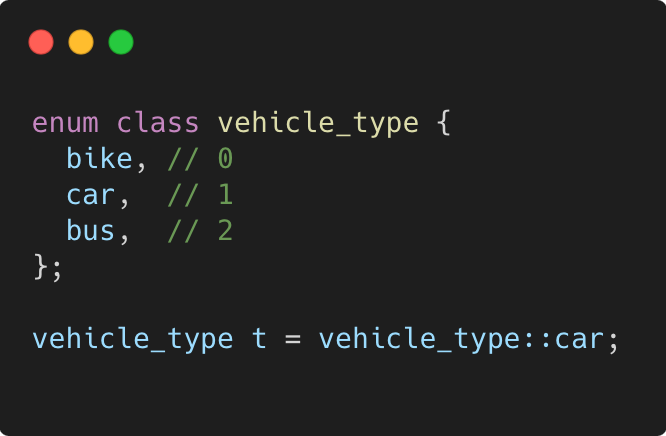 enum class vehicle_type {
  bike, // 0
  car,  // 1
  bus,  // 2
};
vehicle_type t = vehicle_type::car;